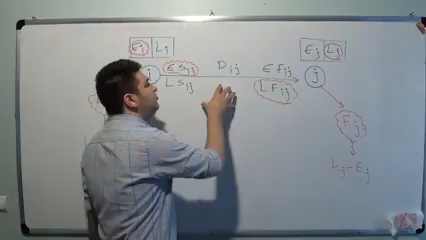 Ei Li Ej Lj
i ESij Dij EFij j
LSij LFij
Fj
Lj-Ej